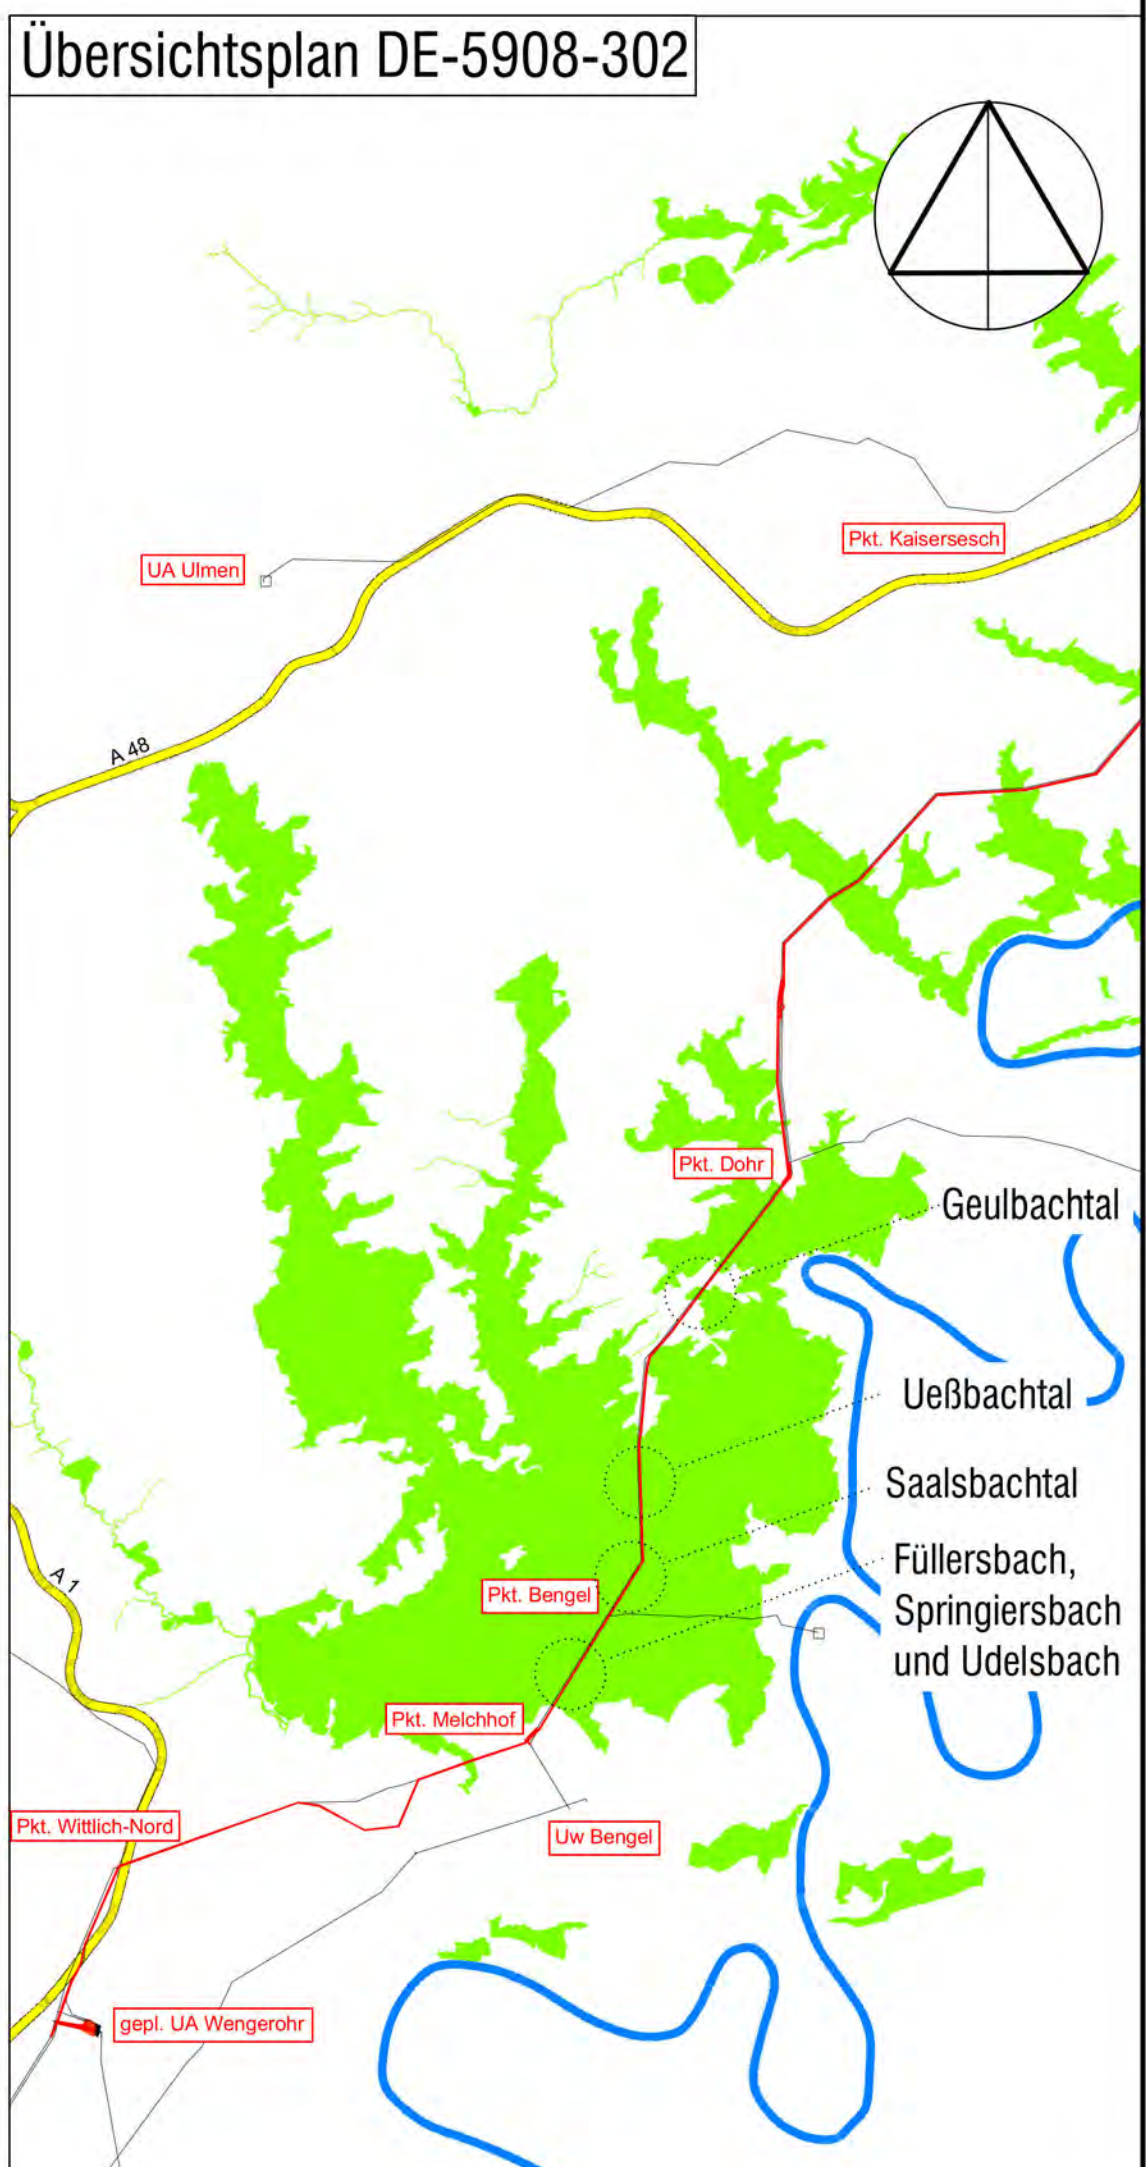 Übersichtsplan DE-5908-302
Pkt. Kaisersesch
UA Ulmen
A 48
Pkt. Dohr
Geulbachtal
Ueßbachtal
Saalsbachtal
Füllersbach,
Springiersbach
und Udelsbach
A 1
Pkt. Bengel
Pkt. Melchhof
Pkt. Wittlich-Nord
Uw Bengel
gepl. UA Wengerohr